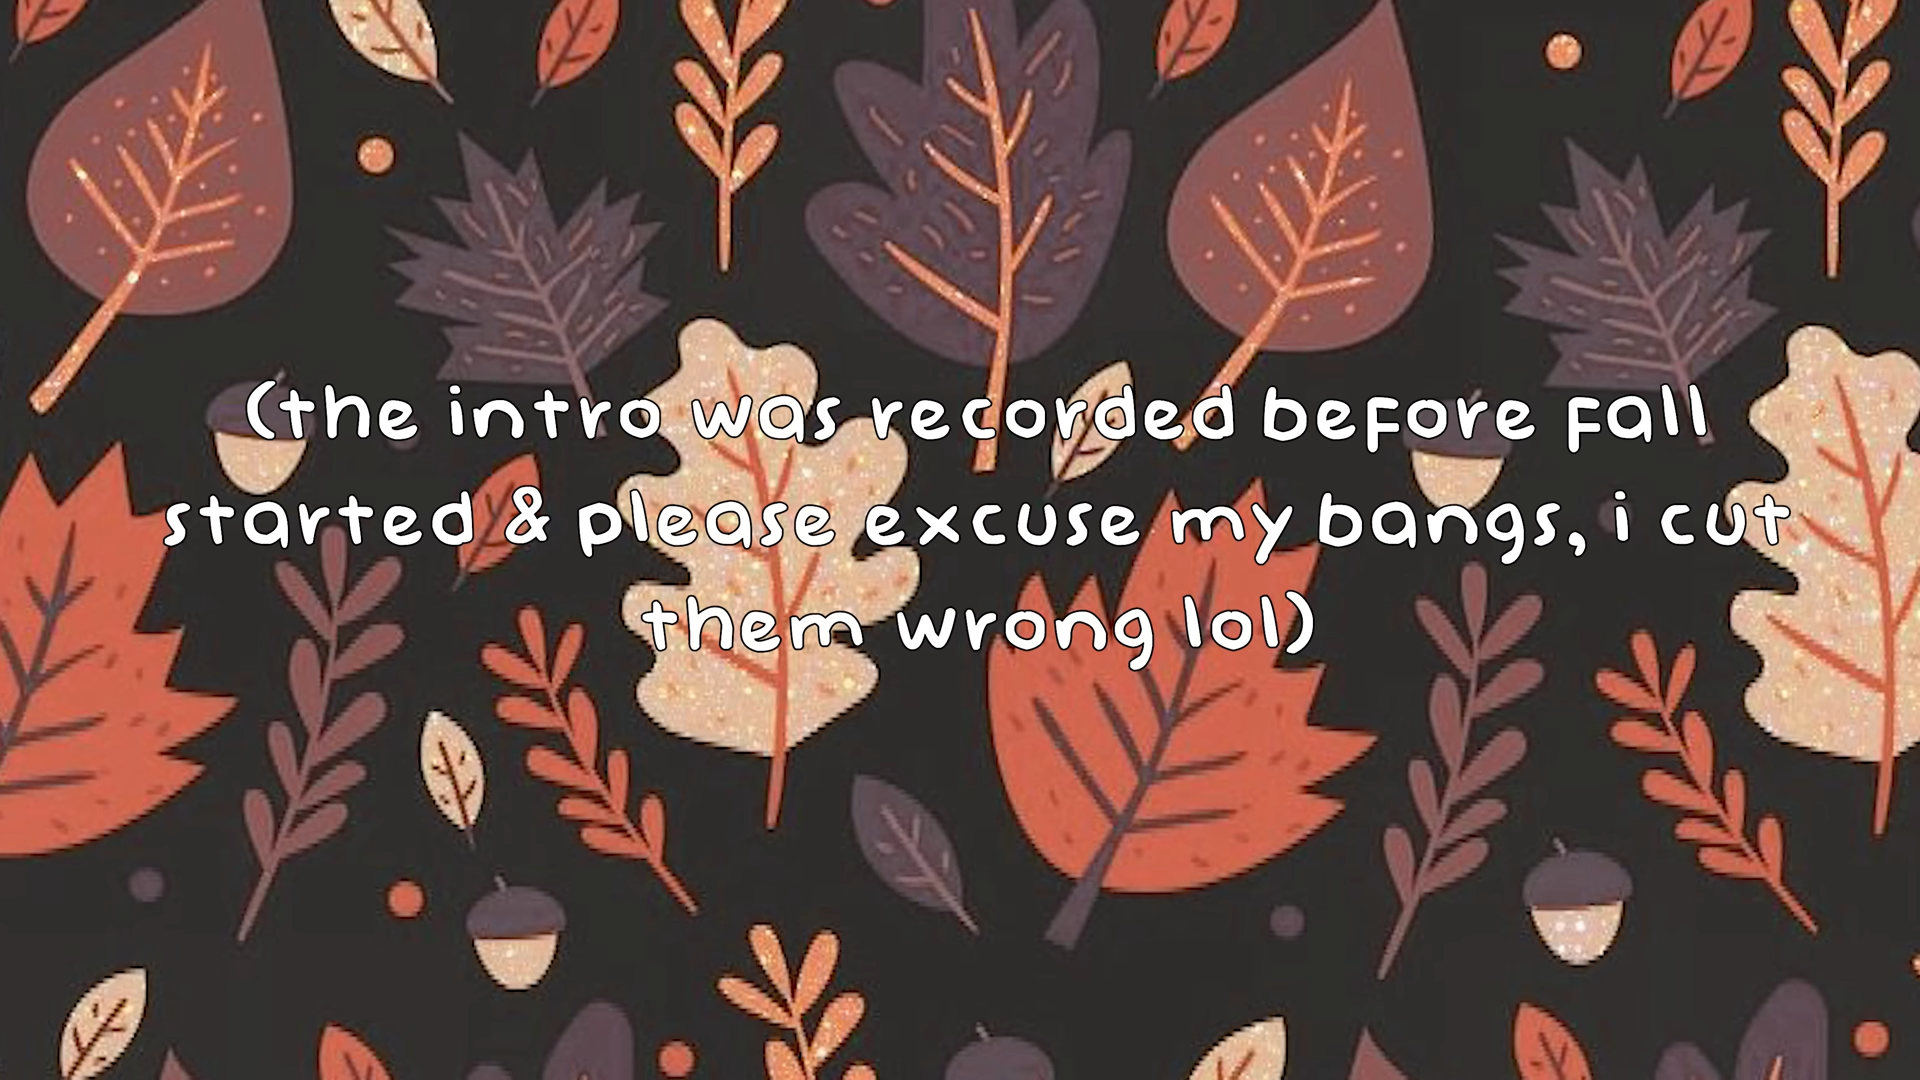 (the intro was recorded before fall
started & please excuse my bangs, i cut
them wrong lol)